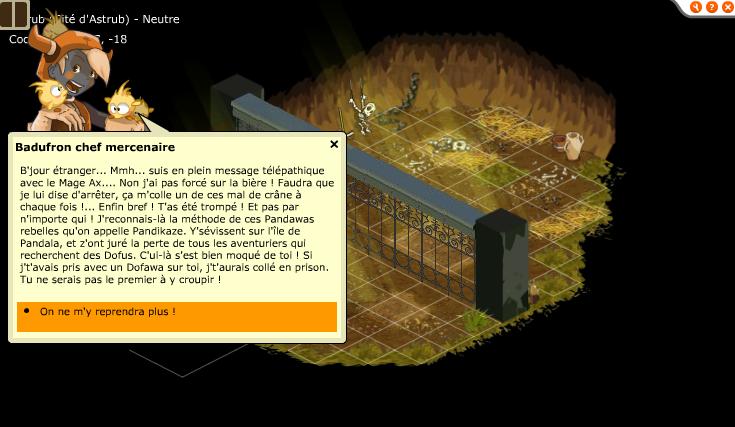 (Cité d'Astrub) - Neutre
, -18
Badufron chef mercenaire
B'jour étranger... Mmh... suis en plein message télépathique
avec le Mage Ax.... Non j'ai pas forcé sur la bière ! Faudra que
je lui dise d'arrêter, ça m'colle un de ces mal de crâne à
chaque fois !... Enfin bref ! T'as été trompé ! Et pas par
n'importe qui ! J'reconnais-là la méthode de ces Pandawas
rebelles qu'on appelle Pandikaze. Y'sévissent sur l'île de
Pandala, et z'ont juré la perte de tous les aventuriers qui
recherchent des Dofus. C'ui-là s'est bien moqué de toi ! Si
j't'avais pris avec un Dofawa sur toi, j't'aurais collé en prison.
Tu ne serais pas le premier à y croupir !
On ne m'y reprendra plus !